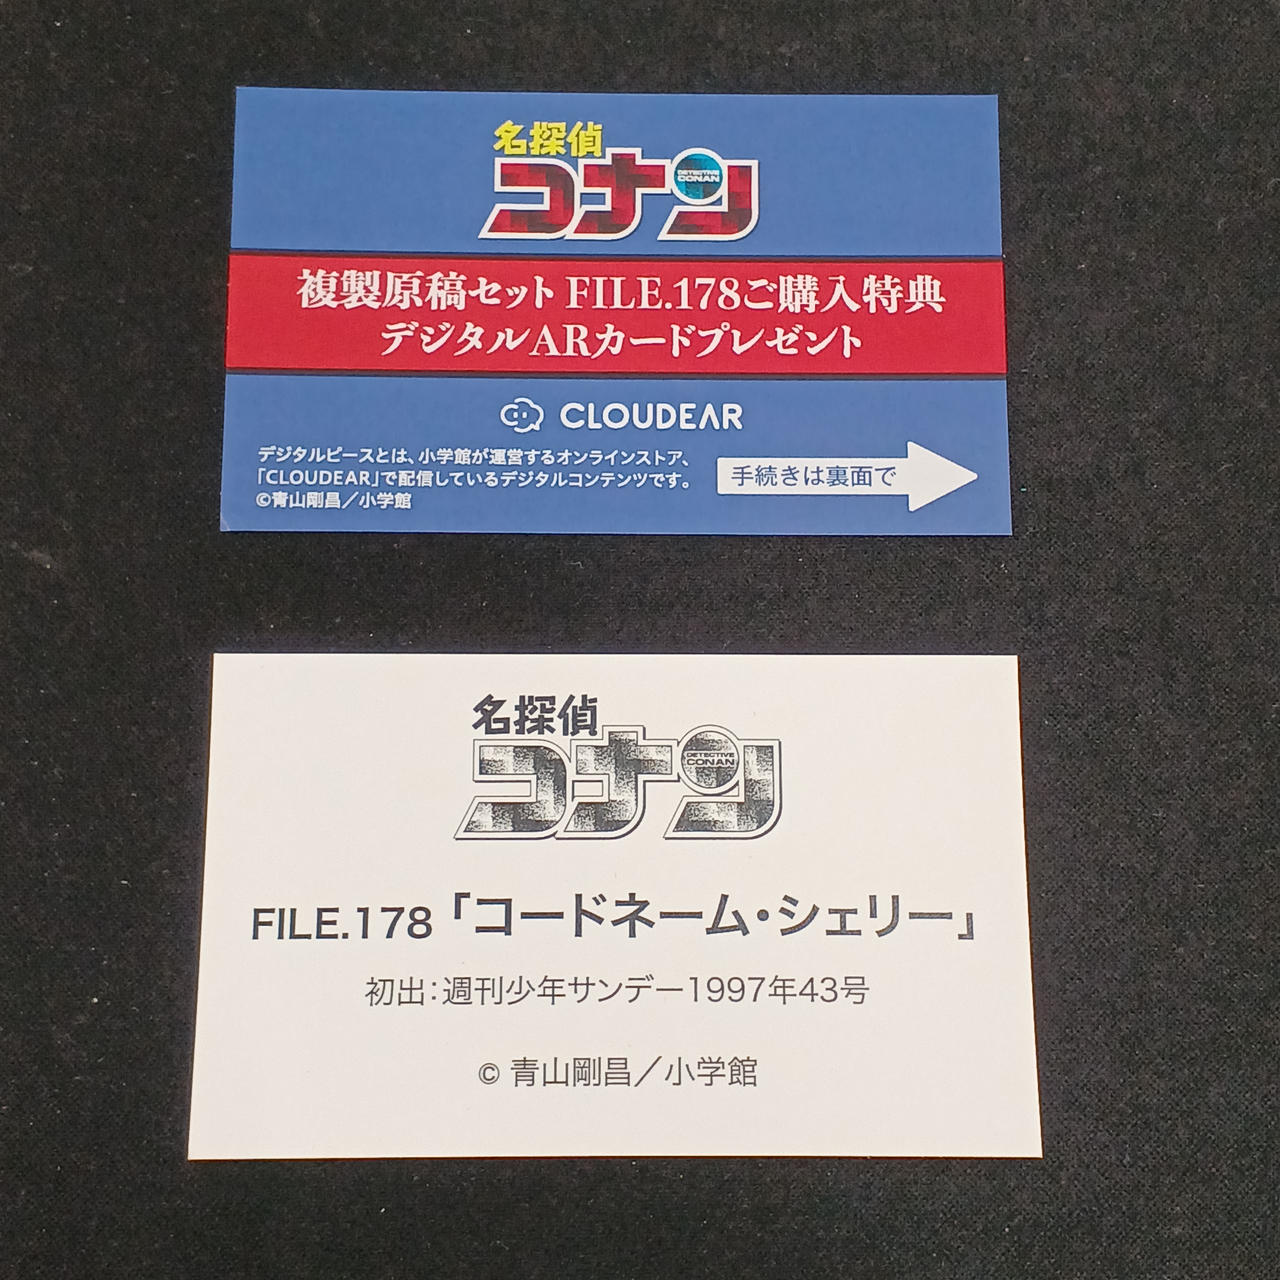 名探偵
コナン
DETECTIVE
CONAN
複製原稿セット FILE.178ご購入特典
デジタルARカードプレゼント
CLOUDEAR
デジタルピースとは、小学館が運営するオンラインストア、
「CLOUDEAR」で配信しているデジタルコンテンツです。
©青山剛昌／小学館
手続きは裏面で
名探偵
コナン
DETECTIVE
CONAN
FILE.178「コードネーム・シェリー」
初出：週刊少年サンデー1997年43号
© 青山剛昌／小学館